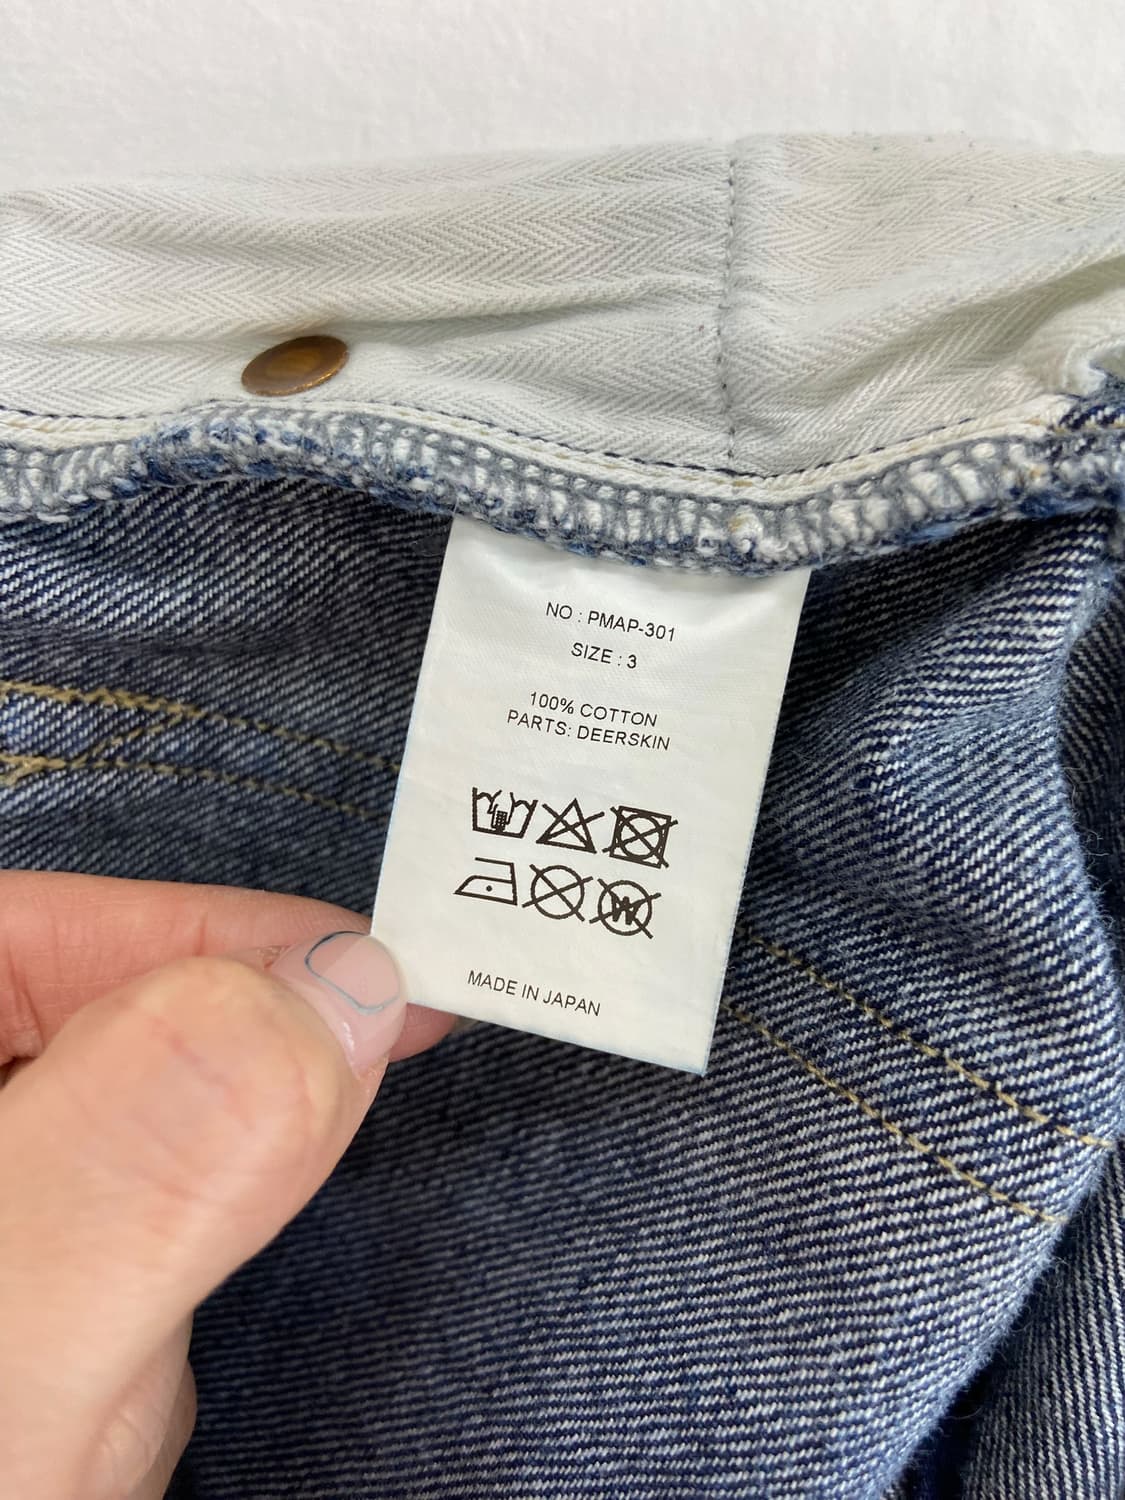 NO : PMAP-301
SIZE : 3
100% COTTON
PARTS: DEERSKIN
W
MADE IN JAPAN